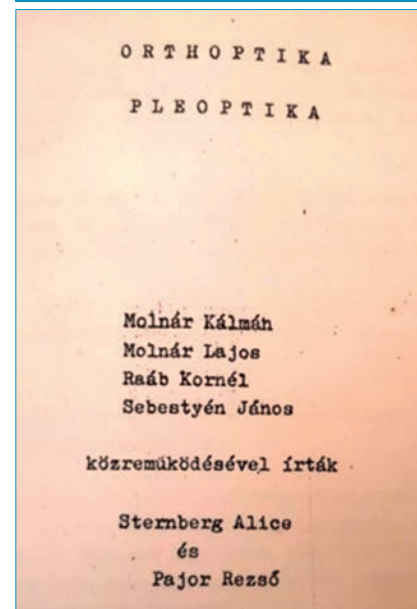 ORTHOPTIKA
PLEOPTIKA
Molnár Kálmán
Molnár Lajos
Raáb Kornél
Sebestyén János
közreműködésével írták
Sternberg Alice
és
Pajor Rezső